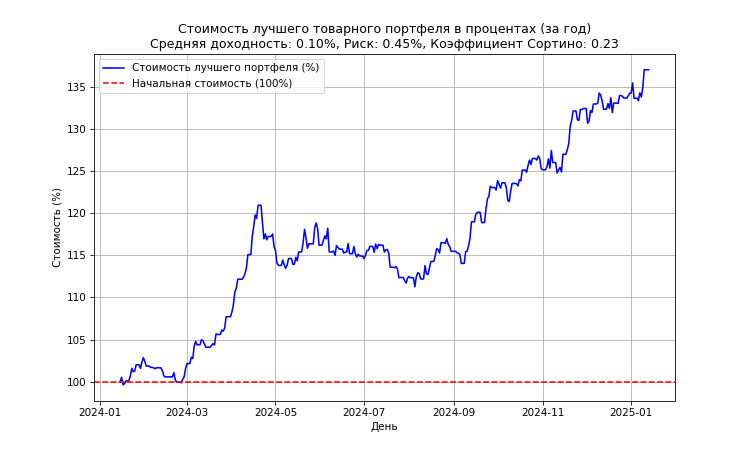 Стоимость лучшего товарного портфеля в процентах (за год)
Средняя доходность: 0.10%, Риск: 0.45%, Коэффициент Сортино: 0.23
Стоимость лучшего портфеля (%)
Начальная стоимость (100%)
Стоимость (%)
135
130
125
120
115
110
105
100
2024-01
2024-03
2024-05
2024-07
2024-09
2024-11
2025-01
День